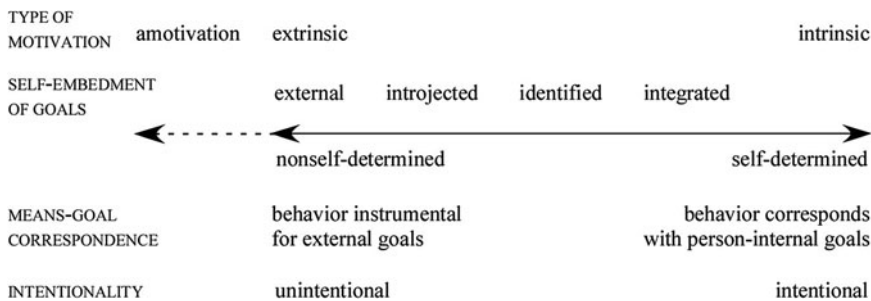 TYPE OF
MOTIVATION amotivation extrinsic intrinsic
SELF-EMBEDMENT
OF GOALS external introjected identified integrated
nonself-determined self-determined
MEANS-GOAL behavior instrumental behavior corresponds
CORRESPONDENCE for external goals with person-internal goals
INTENTIONALITY unintentional intentional